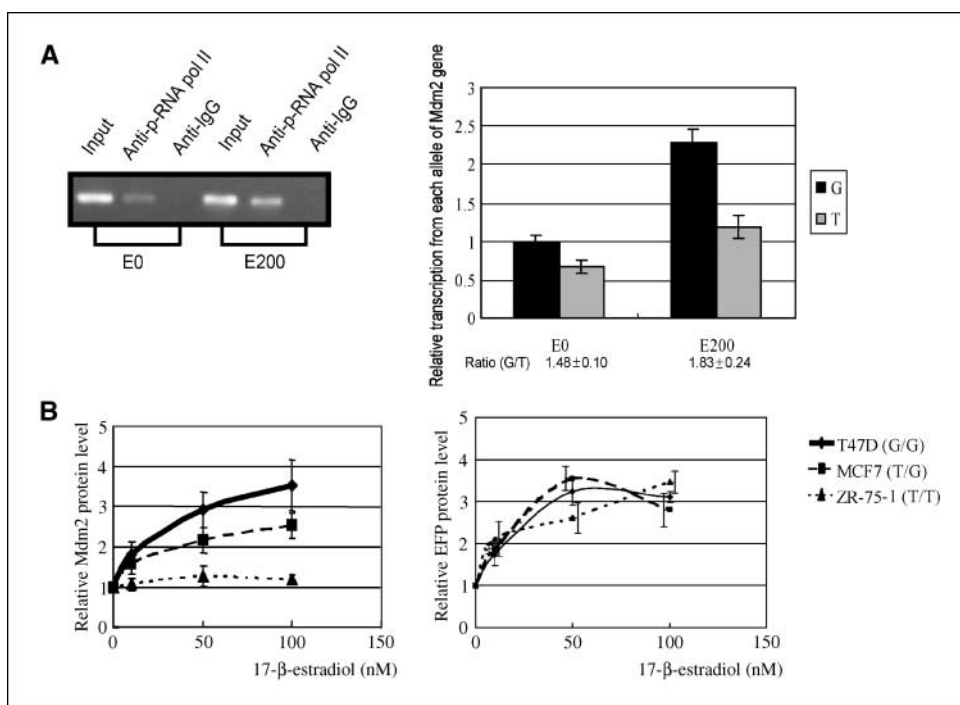 A
Input
Anti-p-RNA pol II
Anti-IgG
Input
Anti-p-RNA pol II
Anti-IgG
E0
E200
Relative transcription from each allele of Mdm2 gene
3
2.5
2
1.5
1
0.5
0
G
T
E0
E200
Ratio (G/T) 1.48±0.10 1.83±0.24
B
Relative Mdm2 protein level
5
4
3
2
1
0
0 50 100 150
17-β-estradiol (nM)
Relative EFP protein level
5
4
3
2
1
0
0 50 100 150
17-β-estradiol (nM)
T47D (G/G)
MCF7 (T/G)
ZR-75-1 (T/T)